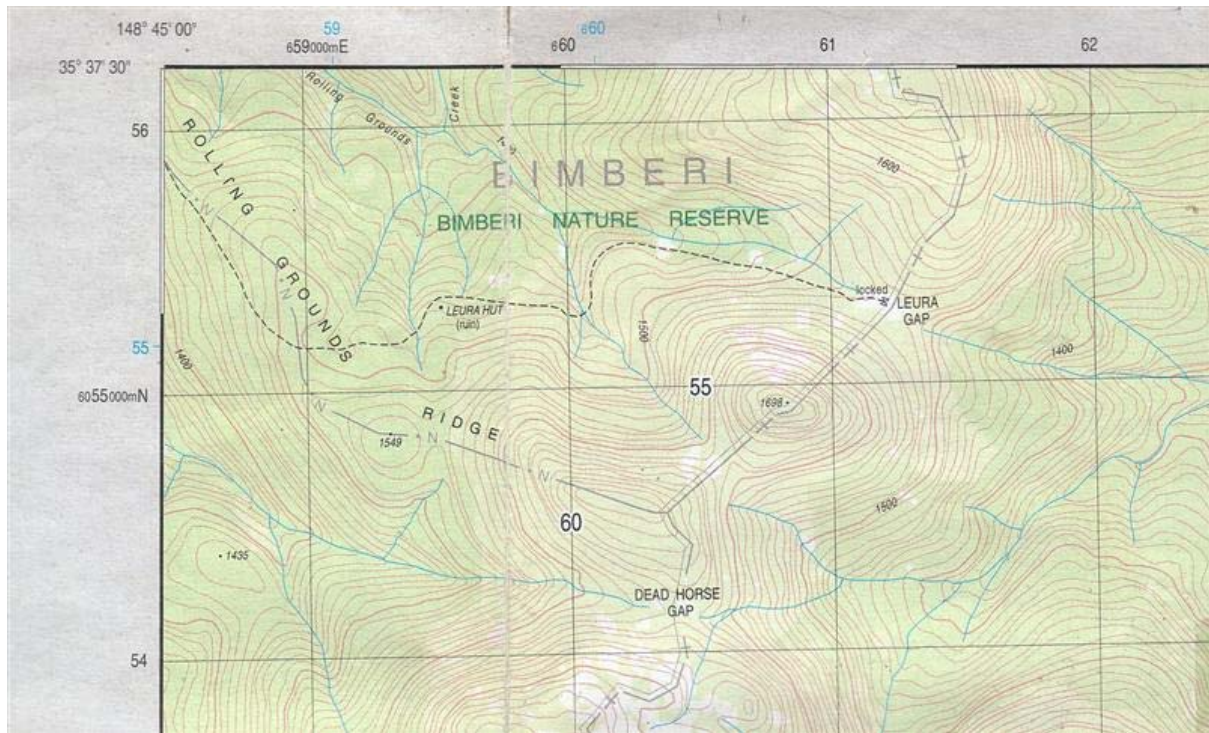 148° 45' 00"
59
⁶60
659000mE
660
61
62
35° 37' 30"
Rolling
Grounds
Creek
56
ROLLING
GROUNDS
BIMBERI
1600
N
BIMBERI NATURE RESERVE
N
locked
LEURA
GAP
LEURA HUT
(ruin)
1500
55
1400
1400
6055000mN
55
1698
N
RIDGE
1549
N
N
1500
60
1435
DEAD HORSE
GAP
54